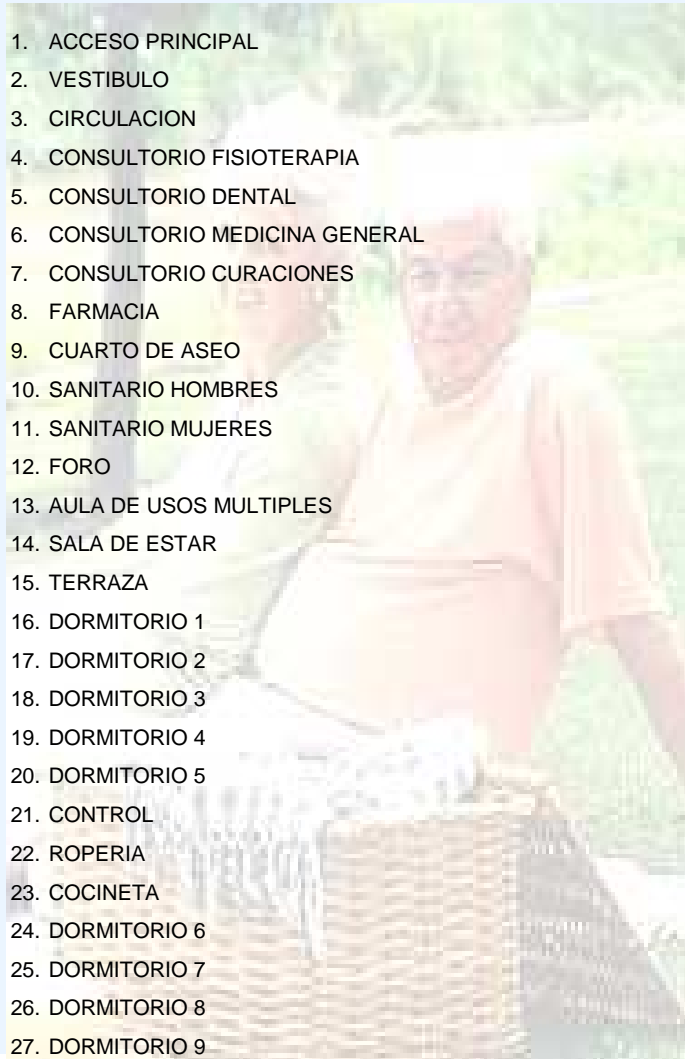 1. ACCESO PRINCIPAL
2. VESTIBULO
3. CIRCULACION
4. CONSULTORIO FISIOTERAPIA
5. CONSULTORIO DENTAL
6. CONSULTORIO MEDICINA GENERAL
7. CONSULTORIO CURACIONES
8. FARMACIA
9. CUARTO DE ASEO
10. SANITARIO HOMBRES
11. SANITARIO MUJERES
12. FORO
13. AULA DE USOS MULTIPLES
14. SALA DE ESTAR
15. TERRAZA
16. DORMITORIO 1
17. DORMITORIO 2
18. DORMITORIO 3
19. DORMITORIO 4
20. DORMITORIO 5
21. CONTROL
22. ROPERIA
23. COCINETA
24. DORMITORIO 6
25. DORMITORIO 7
26. DORMITORIO 8
27. DORMITORIO 9